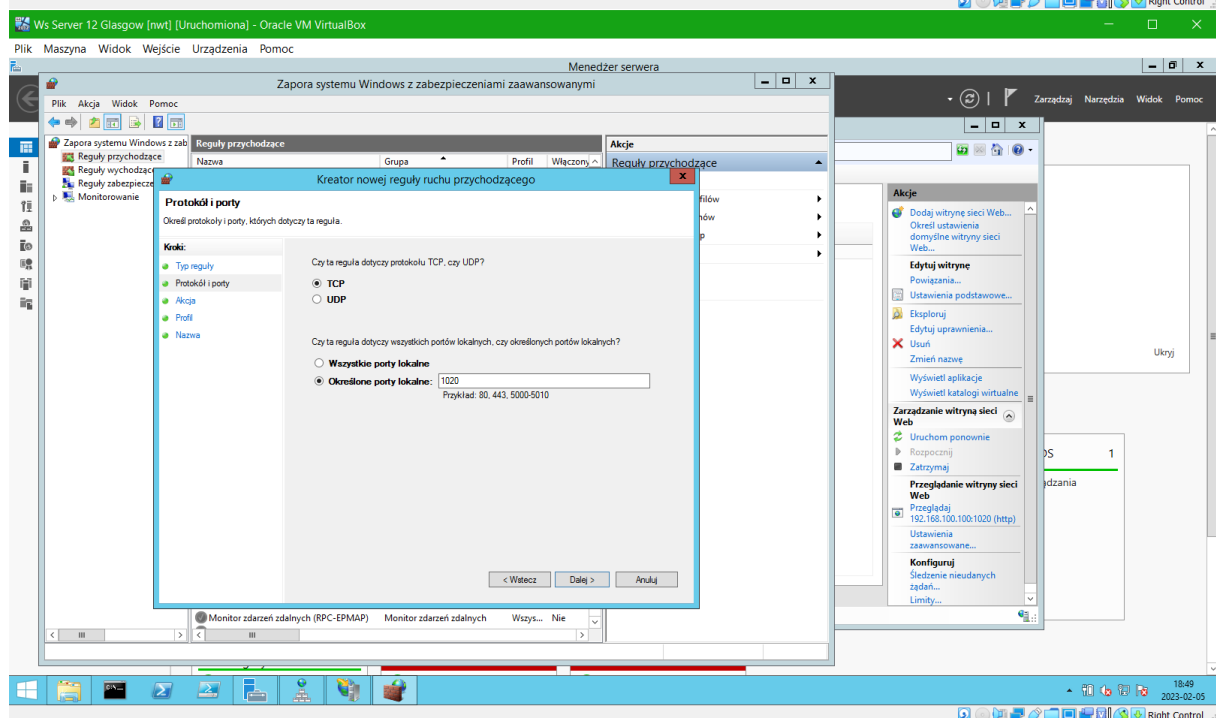 Right Control
Ws Server 12 Glasgow [nwt] [Uruchomiona] - Oracle VM VirtualBox
Plik Maszyna Widok Wejście Urządzenia Pomoc
Menedżer serwera
Zarządzaj Narzędzia Widok Pomoc
Zapora systemu Windows z zabezpieczeniami zaawansowanymi
Plik Akcja Widok Pomoc
Zapora systemu Windows z zab
Reguły przychodzące
Reguły wychodząc
Reguły zabezpiecze
Monitorowanie
Reguły przychodzące
Nazwa Grupa Profil Włączony
Akcje
Reguły przychodzące
filów
nów
p
Kreator nowej reguły ruchu przychodzącego
Protokół i porty
Określ protokoły i porty, których dotyczy ta reguła.
Kroki:
Typ reguły
Protokół i porty
Akcja
Profil
Nazwa
Czy ta reguła dotyczy protokołu TCP, czy UDP?
TCP
UDP
Czy ta reguła dotyczy wszystkich portów lokalnych, czy określonych portów lokalnych?
Wszystkie porty lokalne
Określone porty lokalne: 1020
Przykład: 80, 443, 5000-5010
< Wstecz Dalej > Anuluj
Monitor zdarzeń zdalnych (RPC-EPMAP) Monitor zdarzeń zdalnych Wszys... Nie
Akcje
Dodaj witrynę sieci Web...
Określ ustawienia
domyślne witryny sieci
Web...
Edytuj witrynę
Powiązania...
Ustawienia podstawowe...
Eksploruj
Edytuj uprawnienia...
Usuń
Zmień nazwę
Wyświetl aplikacje
Wyświetl katalogi wirtualne
Zarządzanie witryną sieci
Web
Uruchom ponownie
Rozpocznij
Zatrzymaj
Przeglądanie witryny sieci
Web
Przeglądaj
192.168.100.100:1020 (http)
Ustawienia
zaawansowane...
Konfiguruj
Śledzenie nieudanych
żądań...
Limity...
Ukryj
OS 1
ądzania
18:49
2023-02-05
Right Control